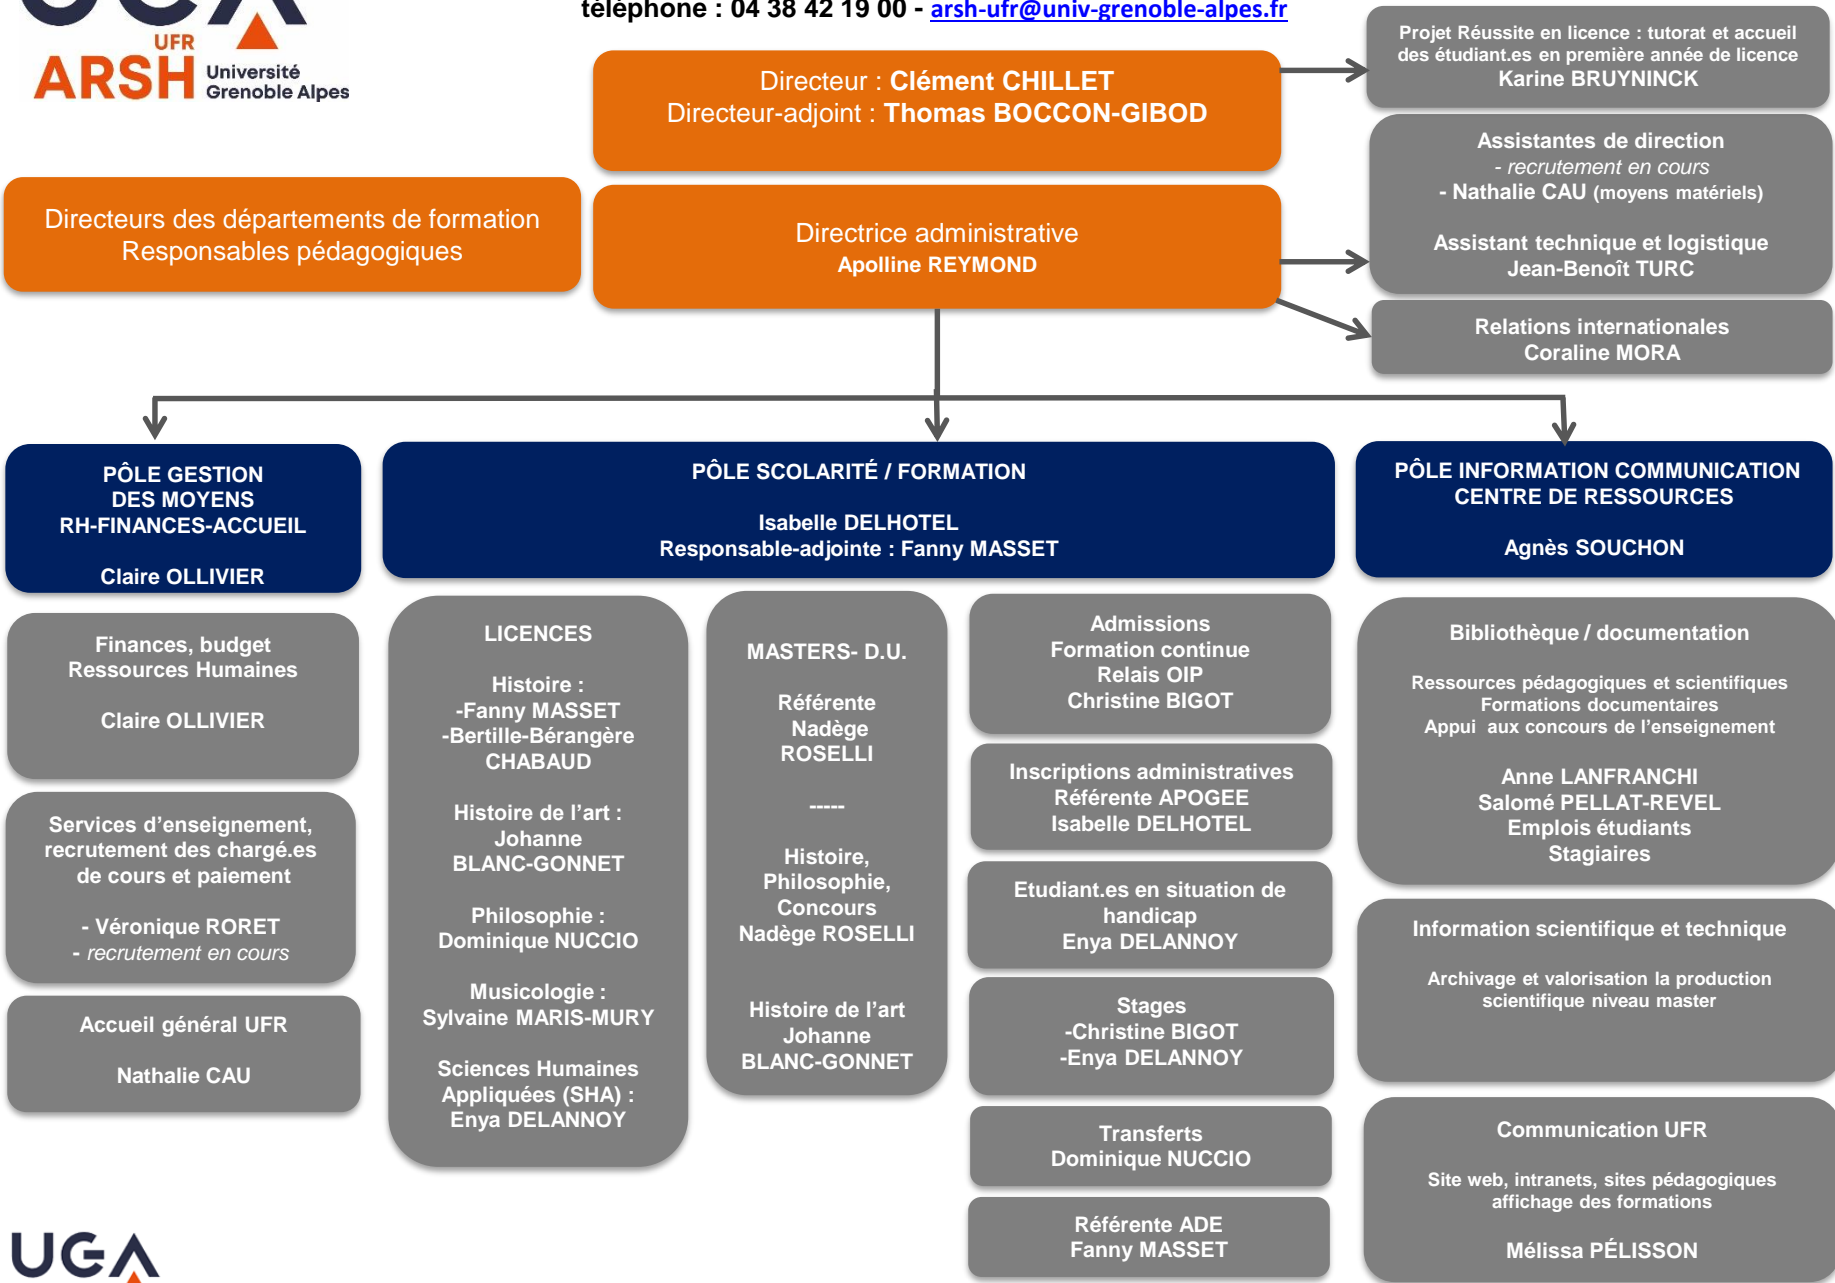 UGA
UFR
ARSH
Université
Grenoble Alpes
téléphone : 04 38 42 19 00 - arsh-ufr@univ-grenoble-alpes.fr
Directeur : Clément CHILLET
Directeur-adjoint : Thomas BOCCON-GIBOD
Projet Réussite en licence : tutorat et accueil
des étudiant.es en première année de licence
Karine BRUYNINCK
Assistantes de direction
- recrutement en cours
- Nathalie CAU (moyens matériels)
Assistant technique et logistique
Jean-Benoît TURC
Directeurs des départements de formation
Responsables pédagogiques
Directrice administrative
Apolline REYMOND
Relations internationales
Coraline MORA
PÔLE GESTION
DES MOYENS
RH-FINANCES-ACCUEIL
Claire OLLIVIER
PÔLE SCOLARITÉ / FORMATION
Isabelle DELHOTEL
Responsable-adjointe : Fanny MASSET
PÔLE INFORMATION COMMUNICATION
CENTRE DE RESSOURCES
Agnès SOUCHON
Finances, budget
Ressources Humaines
Claire OLLIVIER
Services d'enseignement,
recrutement des chargé.es
de cours et paiement
- Véronique RORET
- recrutement en cours
Accueil général UFR
Nathalie CAU
LICENCES
Histoire :
-Fanny MASSET
-Bertille-Bérangère
CHABAUD
Histoire de l'art :
Johanne
BLANC-GONNET
Philosophie :
Dominique NUCCIO
Musicologie :
Sylvaine MARIS-MURY
Sciences Humaines
Appliquées (SHA) :
Enya DELANNOY
MASTERS- D.U.
Référente
Nadège
ROSELLI
-----
Histoire,
Philosophie,
Concours
Nadège ROSELLI
Histoire de l'art
Johanne
BLANC-GONNET
Admissions
Formation continue
Relais OIP
Christine BIGOT
Inscriptions administratives
Référente APOGEE
Isabelle DELHOTEL
Etudiant.es en situation de
handicap
Enya DELANNOY
Stages
-Christine BIGOT
-Enya DELANNOY
Transferts
Dominique NUCCIO
Référente ADE
Fanny MASSET
Bibliothèque / documentation
Ressources pédagogiques et scientifiques
Formations documentaires
Appui  aux concours de l'enseignement
Anne LANFRANCHI
Salomé PELLAT-REVEL
Emplois étudiants
Stagiaires
Information scientifique et technique
Archivage et valorisation la production
scientifique niveau master
Communication UFR
Site web, intranets, sites pédagogiques
affichage des formations
Mélissa PÉLISSON
UGA